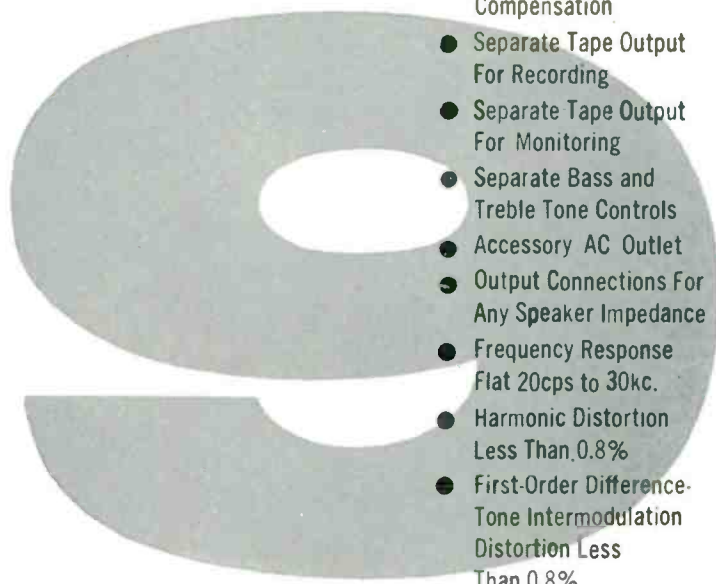 Compensation
● Separate Tape Output
For Recording
● Separate Tape Output
For Monitoring
● Separate Bass and
Treble Tone Controls
● Accessory AC Outlet
● Output Connections For
Any Speaker Impedance
● Frequency Response
Flat 20cps to 30kc.
● Harmonic Distortion
Less Than 0.8%
● First-Order Difference-
Tone Intermodulation
Distortion Less
Than 0.8%
9